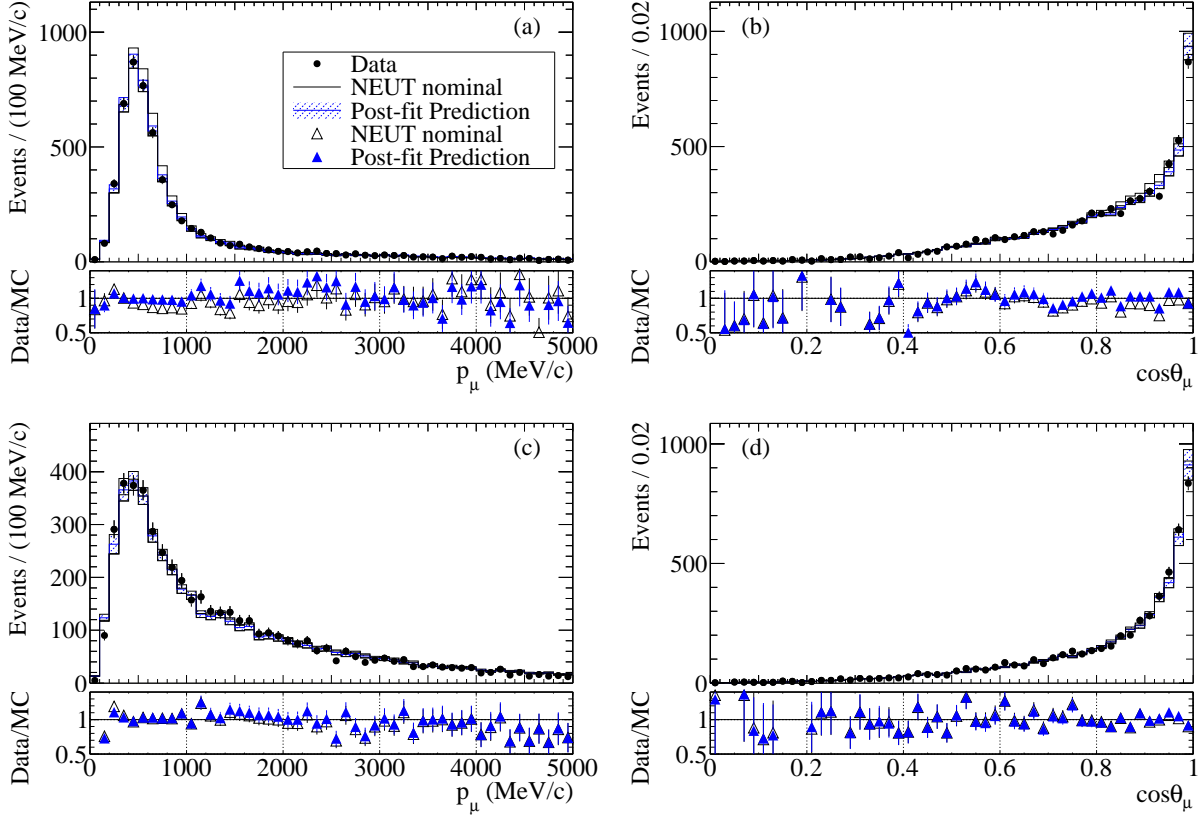 (a)
Events / (100 MeV/c)
1000
500
0
Data
NEUT nominal
Post-fit Prediction
NEUT nominal
Post-fit Prediction
Data/MC
1
0.5
0 1000 2000 3000 4000 5000
p_μ (MeV/c)
(b)
Events / 0.02
1000
500
0
Data/MC
1
0.5
0 0.2 0.4 0.6 0.8 1
cosθ_μ
(c)
Events / (100 MeV/c)
400
300
200
100
0
Data/MC
1
0.5
0 1000 2000 3000 4000 5000
p_μ (MeV/c)
(d)
Events / 0.02
1000
500
0
Data/MC
1
0.5
0 0.2 0.4 0.6 0.8 1
cosθ_μ